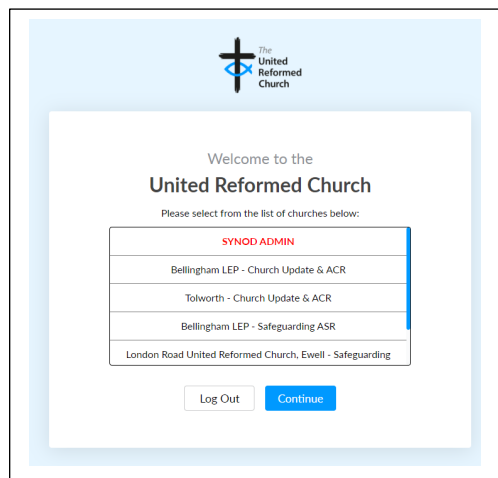 The
United
Reformed
Church
Welcome to the
United Reformed Church
Please select from the list of churches below:
SYNOD ADMIN
Bellingham LEP - Church Update & ACR
Tolworth - Church Update & ACR
Bellingham LEP - Safeguarding ASR
London Road United Reformed Church, Ewell - Safeguarding
Log Out Continue